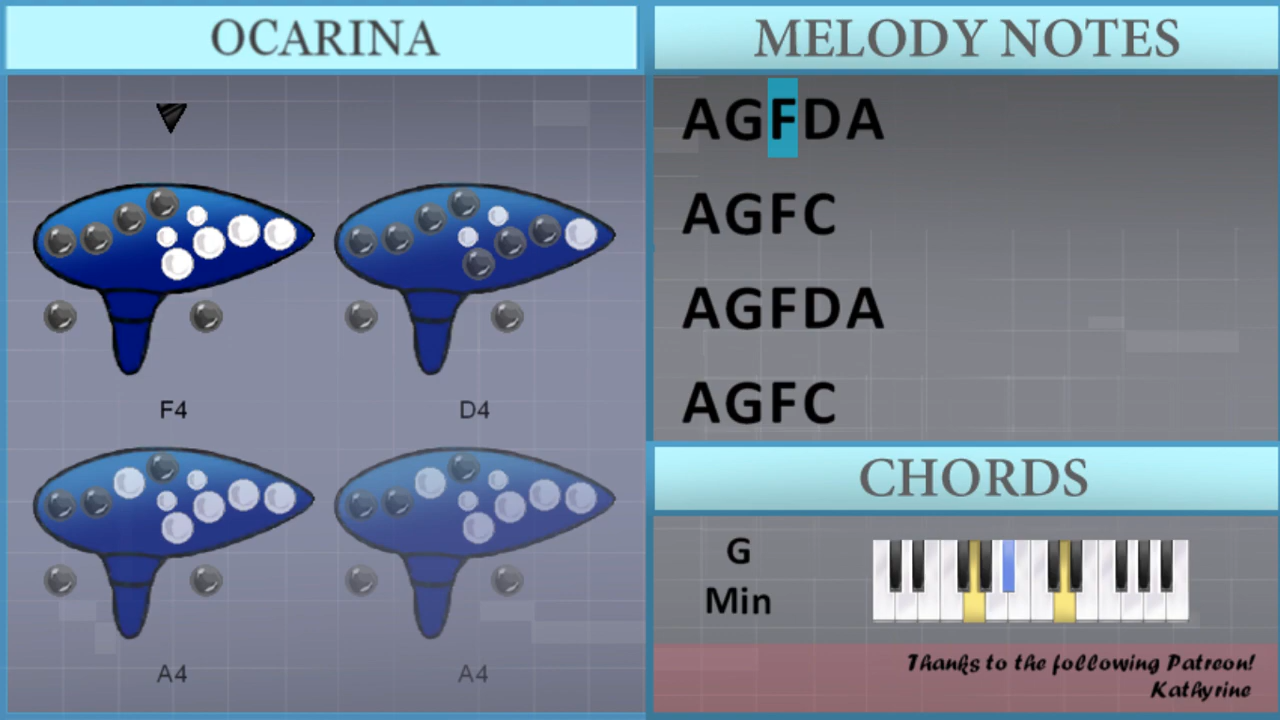 OCARINA
F4
D4
A4
A4
MELODY NOTES
AGFDA
AGFC
AGFDA
AGFC
CHORDS
G
Min
Thanks to the following Patreon!
Kathyrine